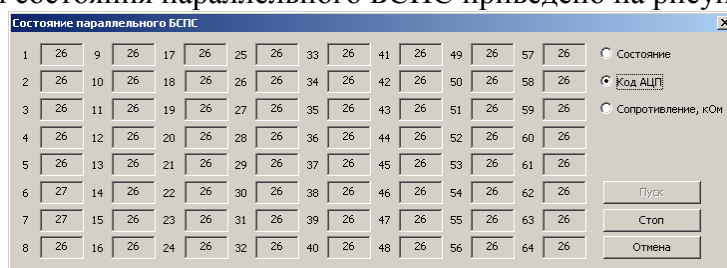 состояния параллельного БСПС приведено на рисун
Состояние параллельного БСПС
1 26 9 26 17 26 25 26 33 26 41 26 49 26 57 26 Состояние
2 26 10 26 18 26 26 26 34 26 42 26 50 26 58 26 Код АЦП
3 26 11 26 19 26 27 26 35 26 43 26 51 26 59 26 Сопротивление, кОм
4 26 12 26 20 26 28 26 36 26 44 26 52 26 60 26
5 26 13 26 21 26 29 26 37 26 45 26 53 26 61 26
6 27 14 26 22 26 30 26 38 26 46 26 54 26 62 26 Пуск
7 27 15 26 23 26 31 26 39 26 47 26 55 26 63 26 Стоп
8 26 16 26 24 26 32 26 40 26 48 26 56 26 64 26 Отмена